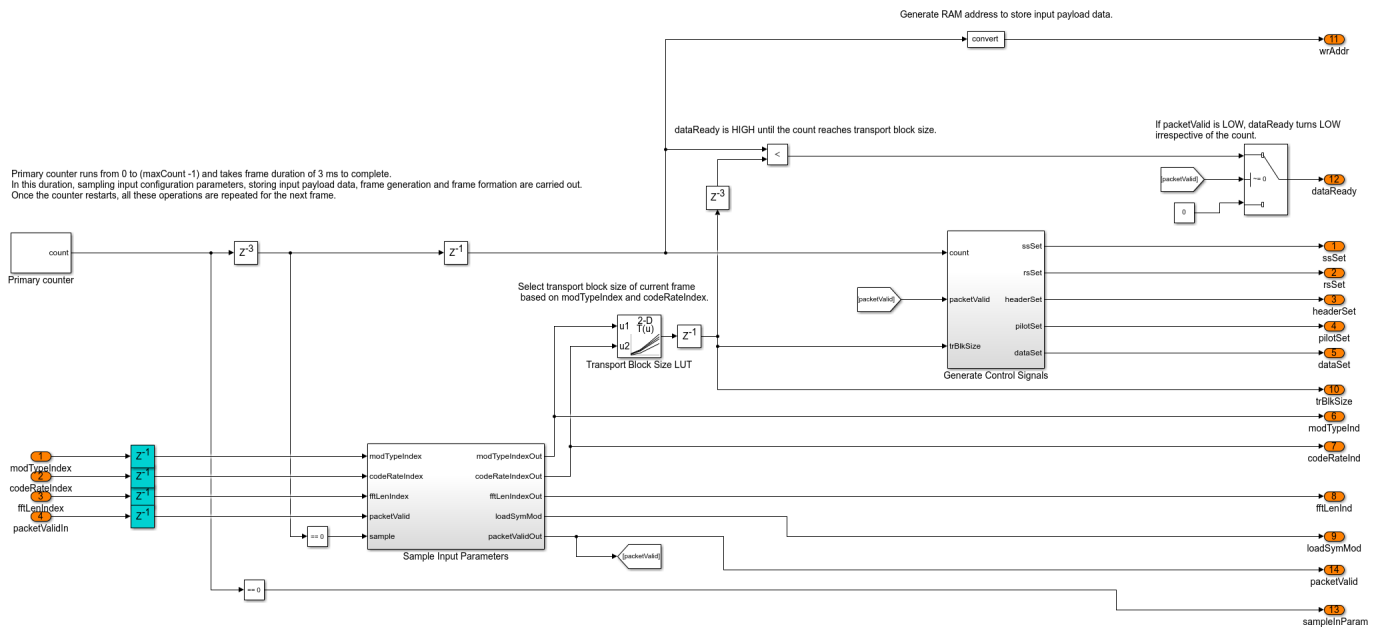 Generate RAM address to store input payload data.
convert
11
wrAddr
dataReady is HIGH until the count reaches transport block size.
If packetValid is LOW, dataReady turns LOW
irrespective of the count.
<
Primary counter runs from 0 to (maxCount -1) and takes frame duration of 3 ms to complete.
In this duration, sampling input configuration parameters, storing input payload data, frame generation and frame formation are carried out.
Once the counter restarts, all these operations are repeated for the next frame.
Z-3
[packetValid]
~= 0
12
dataReady
0
count
Primary counter
Z-3
Z-1
count
packetValid
trBlkSize
ssSet
rsSet
headerSet
pilotSet
dataSet
Generate Control Signals
[packetValid]
1
ssSet
2
rsSet
3
headerSet
4
pilotSet
5
dataSet
Select transport block size of current frame
based on modTypeIndex and codeRateIndex.
2-D
T(u)
u1
u2
Transport Block Size LUT
Z-1
10
trBlkSize
6
modTypeInd
7
codeRateInd
8
fftLenInd
9
loadSymMod
14
packetValid
13
sampleInParam
1
modTypeIndex
2
codeRateIndex
3
fftLenIndex
4
packetValidIn
Z-1
Z-1
Z-1
Z-1
modTypeIndex
codeRateIndex
fftLenIndex
packetValid
sample
modTypeIndexOut
codeRateIndexOut
fftLenIndexOut
loadSymMod
packetValidOut
Sample Input Parameters
== 0
[packetValid]
== 0